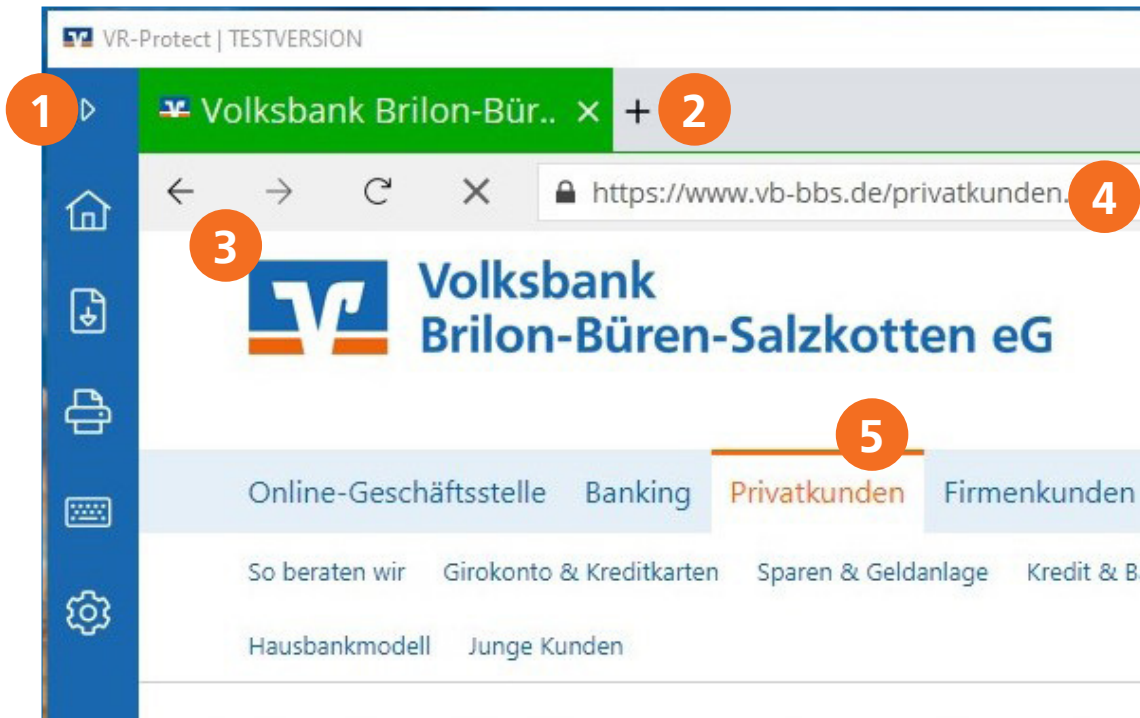 VR-Protect | TESTVERSION
1
Volksbank Brilon-Bür.. × + 2
https://www.vb-bbs.de/privatkunden. 4
3
Volksbank
Brilon-Büren-Salzkotten eG
5
Online-Geschäftsstelle Banking Privatkunden Firmenkunden
So beraten wir Girokonto & Kreditkarten Sparen & Geldanlage Kredit & B
Hausbankmodell Junge Kunden